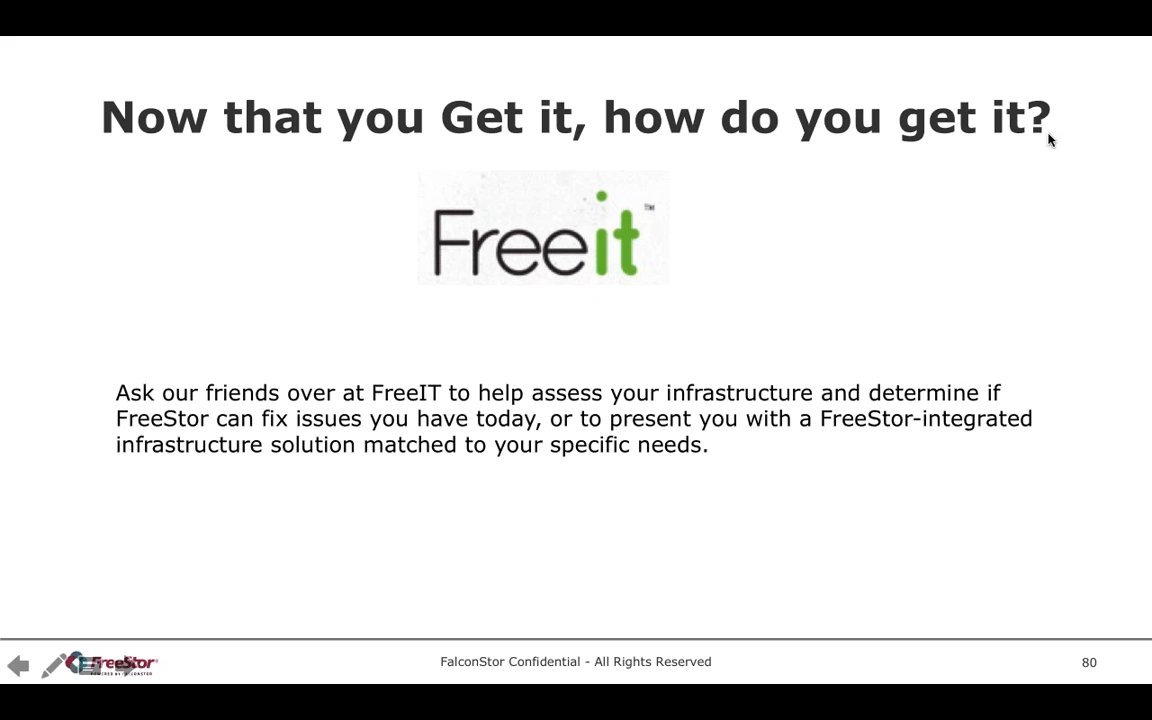 Now that you Get it, how do you get it?
Freeit™
Ask our friends over at FreeIT to help assess your infrastructure and determine if
FreeStor can fix issues you have today, or to present you with a FreeStor-integrated
infrastructure solution matched to your specific needs.
FreeStor
FalconStor Confidential - All Rights Reserved
80